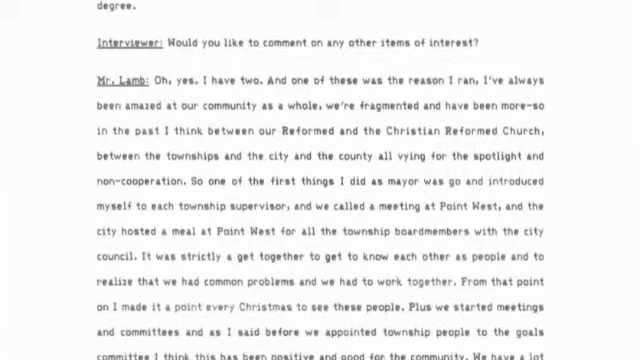 degree.
Interviewer: Would you like to comment on any other items of interest?
Mr. Lamb: Oh, yes. I have two. And one of these was the reason I ran, I've always
been amazed at our community as a whole, we're fragmented and have been more-so
in the past I think between our Reformed and the Christian Reformed Church,
between the townships and the city and the county all vying for the spotlight and
non-cooperation. So one of the first things I did as mayor was go and introduced
myself to each township supervisor, and we called a meeting at Point West, and the
city hosted a meal at Point West for all the township boardmembers with the city
council. It was strictly a get together to get to know each other as people and to
realize that we had common problems and we had to work together. From that point
on I made it a point every Christmas to see these people. Plus we started meetings
and committees and as I said before we appointed township people to the goals
committee I think this has been positive and good for the community. We have a lot